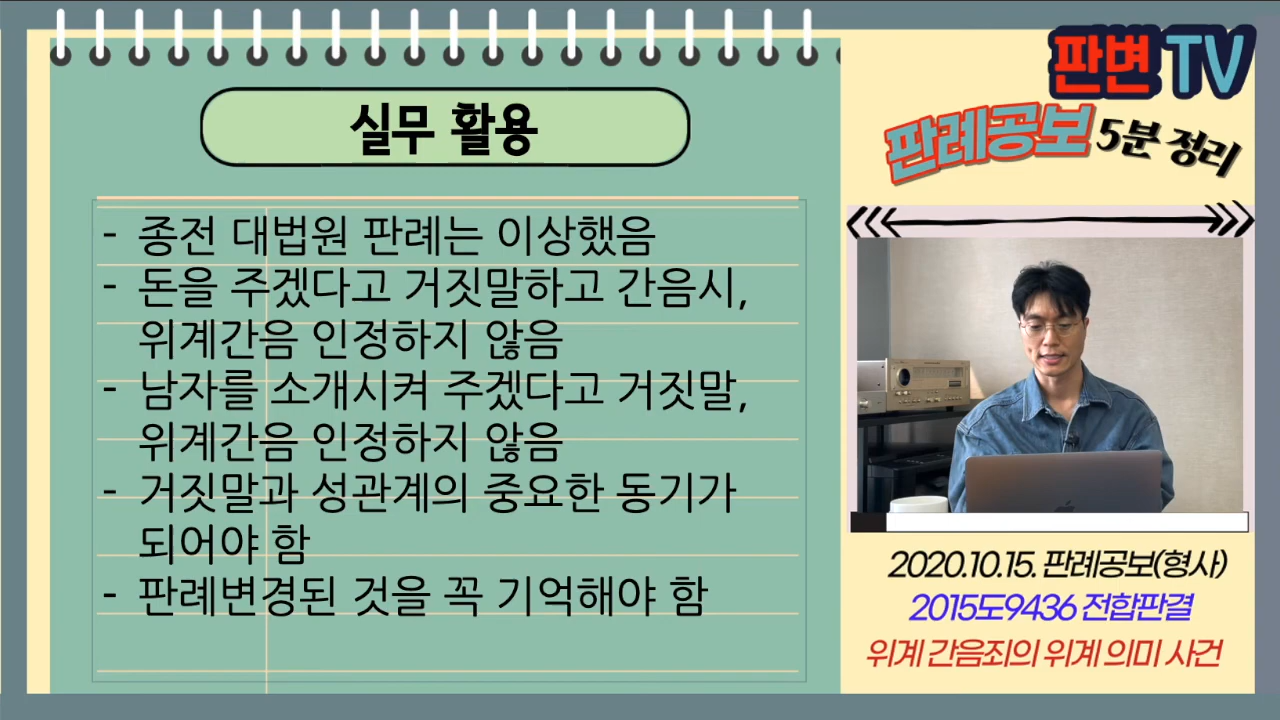 실무 활용
- 종전 대법원 판례는 이상했음
- 돈을 주겠다고 거짓말하고 간음시,
위계간음 인정하지 않음
- 남자를 소개시켜 주겠다고 거짓말,
위계간음 인정하지 않음
- 거짓말과 성관계의 중요한 동기가
되어야 함
- 판례변경된 것을 꼭 기억해야 함
판변 TV
판례공보 5분 정리
2020.10.15. 판례공보(형사)
2015도9436 전합판결
위계 간음죄의 위계 의미 사건